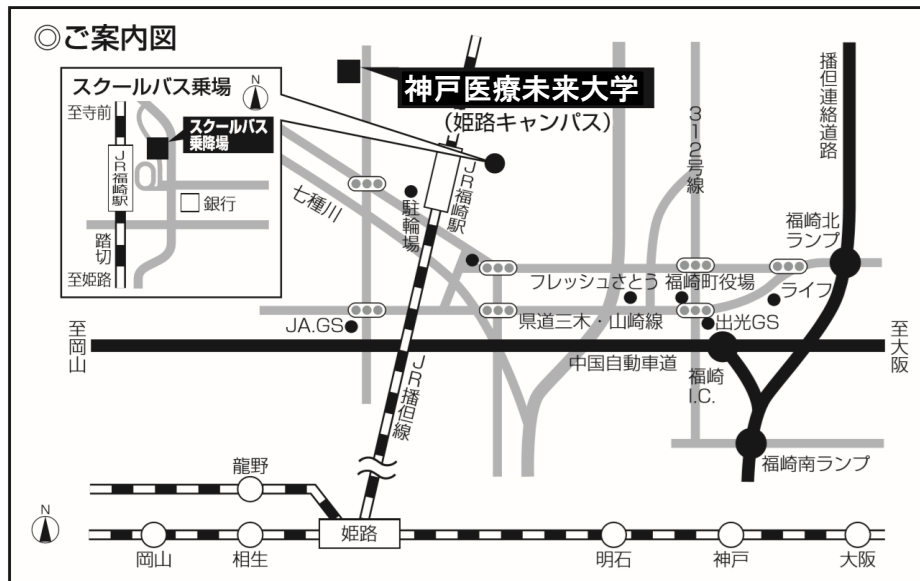 ◎ご案内図
スクールバス乗場
N
至寺前
スクールバス
乗降場
JR福崎駅
銀行
踏切
至姫路
神戸医療未来大学
(姫路キャンパス)
播但連絡道路
312号線
JR福崎駅
駐輪場
七種川
福崎北
ランプ
フレッシュさとう
福崎町役場
ライフ
JA.GS
県道三木・山崎線
出光GS
至岡山
至大阪
中国自動車道
福崎
I.C.
JR播但線
福崎南ランプ
龍野
N
姫路
岡山
相生
明石
神戸
大阪